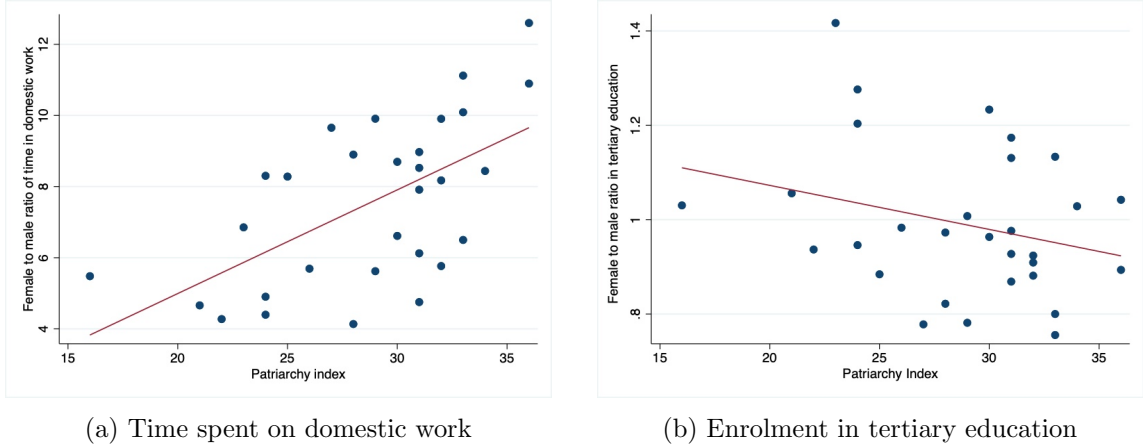 Female to male ratio of time in domestic work
12
10
8
6
4
15 20 25 30 35
Patriarchy index
(a) Time spent on domestic work
Female to male ratio in tertiary education
1.4
1.2
1
.8
15 20 25 30 35
Patriarchy Index
(b) Enrolment in tertiary education